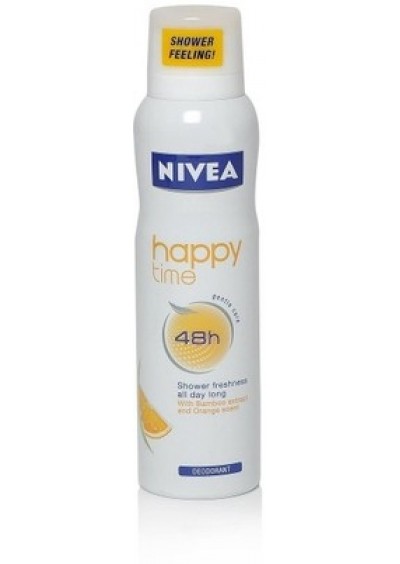 SHOWER
FEELING!
NIVEA
happy
time
gentle care
48h
Shower freshness
all day long
With Bamboo extract
and Orange scent
DEODORANT